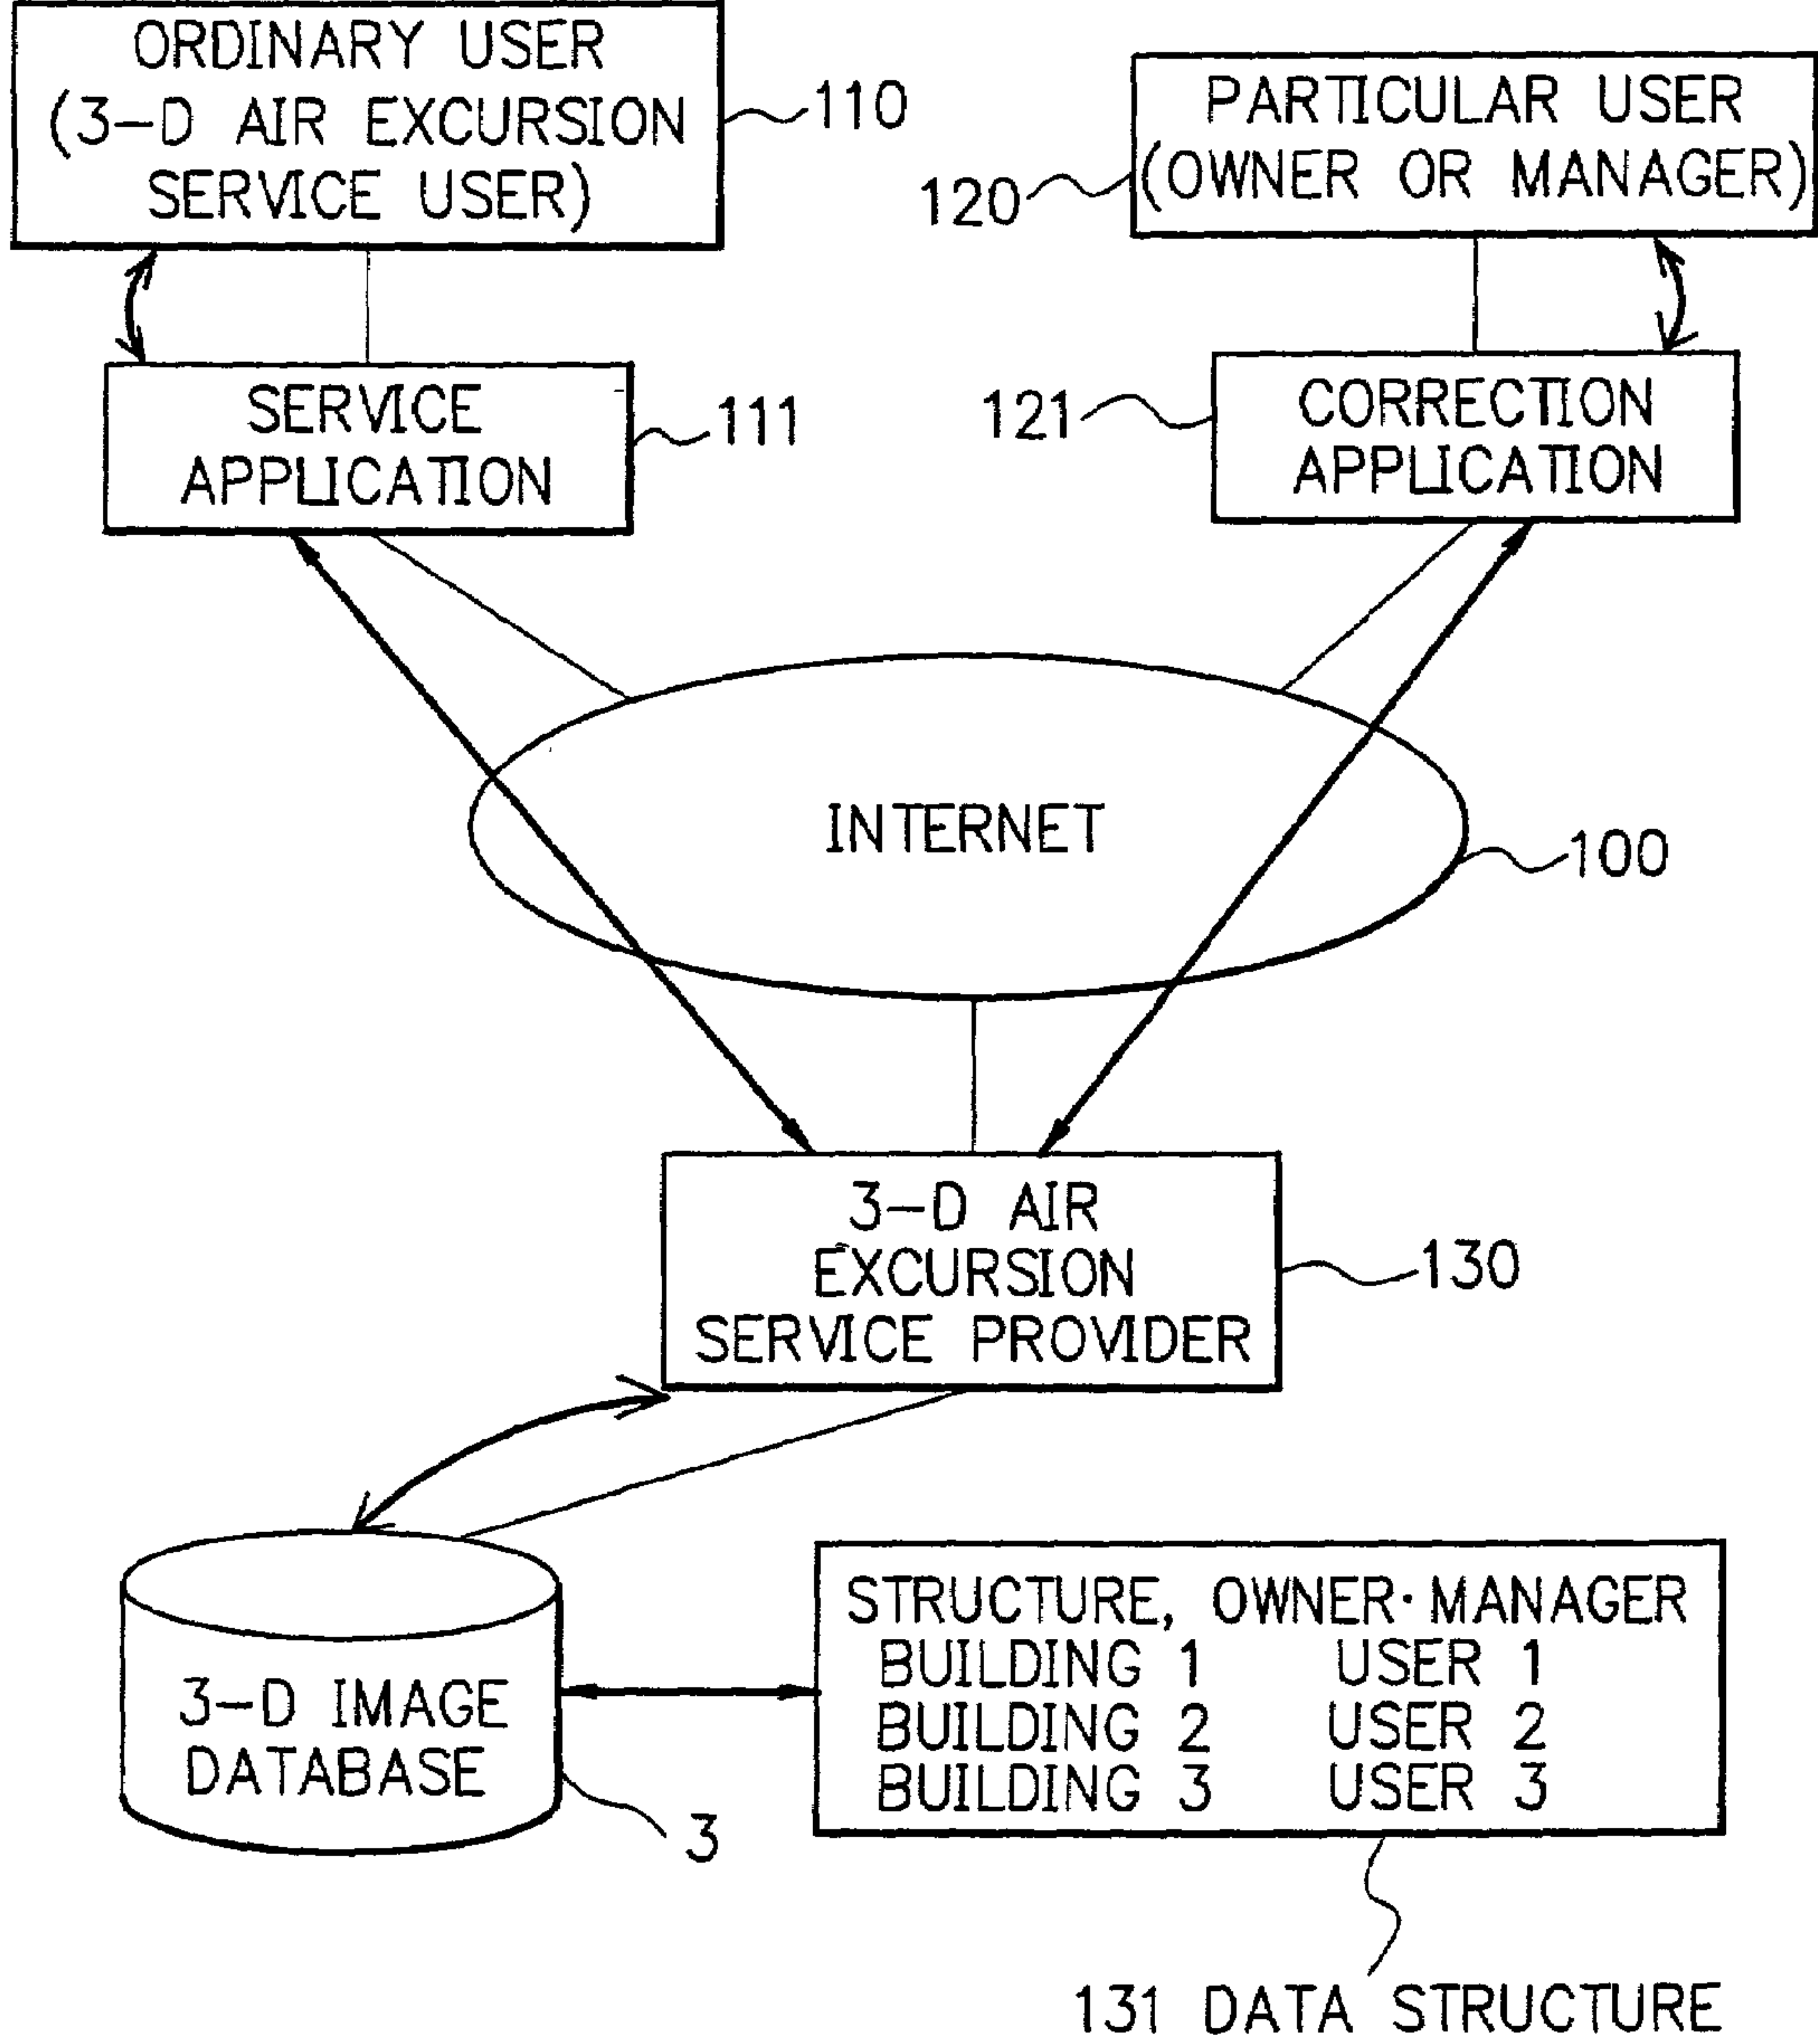 ORDINARY USER
(3-D AIR EXCURSION
SERVICE USER)
110
PARTICULAR USER
(OWNER OR MANAGER)
120
SERVICE
APPLICATION
111
121
CORRECTION
APPLICATION
INTERNET
100
3-D AIR
EXCURSION
SERVICE PROVIDER
130
3-D IMAGE
DATABASE
3
STRUCTURE, OWNER·MANAGER
BUILDING 1 USER 1
BUILDING 2 USER 2
BUILDING 3 USER 3
131 DATA STRUCTURE